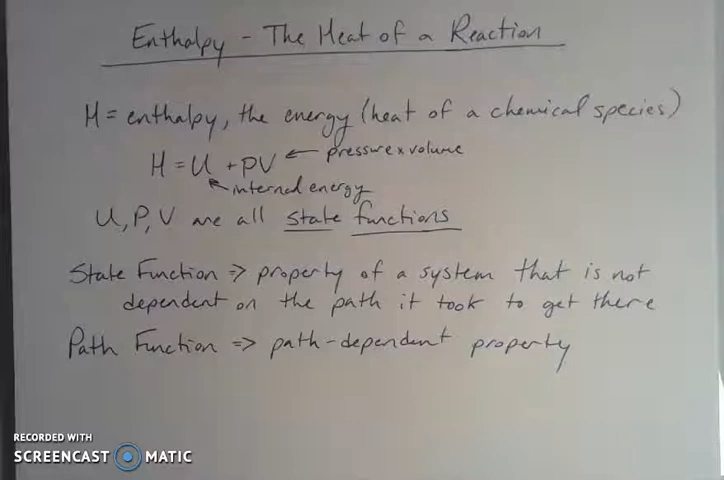 Enthalpy - The Heat of a Reaction
H = enthalpy, the energy (heat of a chemical species)
H = U + PV ← pressure x volume
internal energy
U, P, V are all state functions
State Function => property of a system that is not
dependent on the path it took to get there
Path Function => path-dependent property
RECORDED WITH
SCREENCAST MATIC